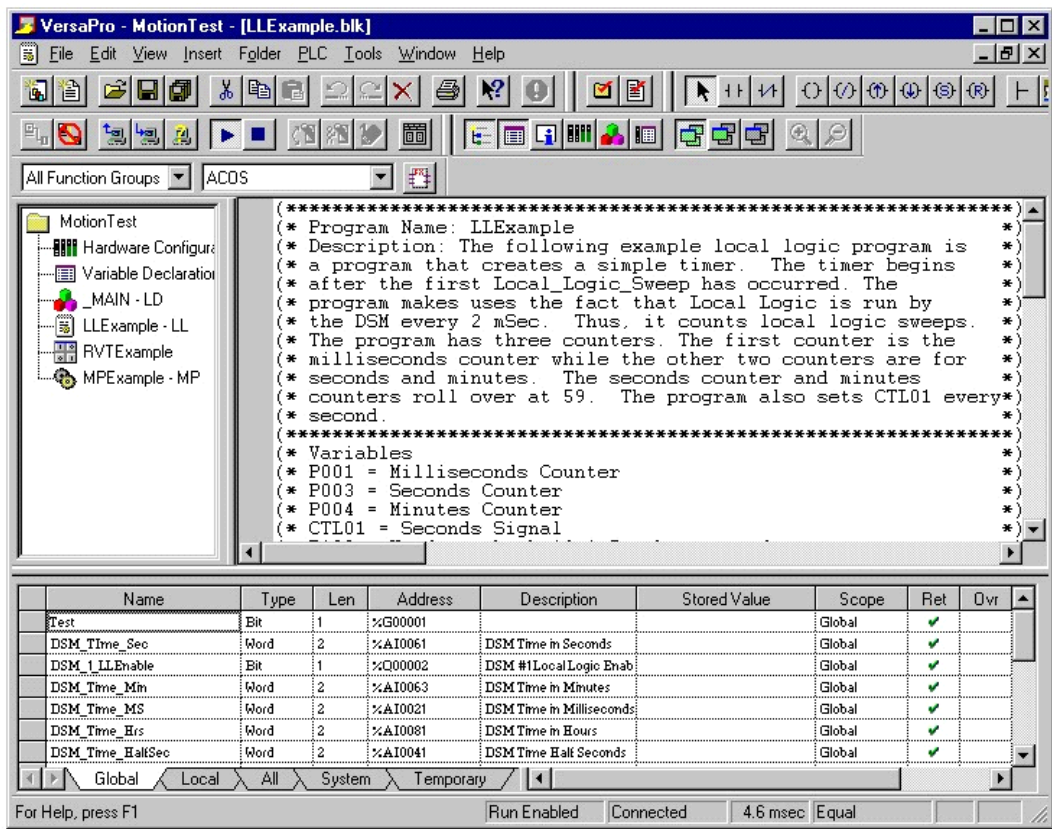 VersaPro - MotionTest - [LLExample.blk]
File Edit View Insert Folder PLC Tools Window Help
All Function Groups ACOS
MotionTest
Hardware Configura
Variable Declaration
_MAIN - LD
LLExample - LL
RVTExample
MPExample - MP
(**************************************************************)
(* Program Name: LLExample *)
(* Description: The following example local logic program is *)
(* a program that creates a simple timer. The timer begins *)
(* after the first Local_Logic_Sweep has occurred. The *)
(* program makes uses the fact that Local Logic is run by *)
(* the DSM every 2 mSec. Thus, it counts local logic sweeps. *)
(* The program has three counters. The first counter is the *)
(* milliseconds counter while the other two counters are for *)
(* seconds and minutes. The seconds counter and minutes *)
(* counters roll over at 59. The program also sets CTL01 every*)
(* second. *)
(**************************************************************)
(* Variables *)
(* P001 = Milliseconds Counter *)
(* P003 = Seconds Counter *)
(* P004 = Minutes Counter *)
(* CTL01 = Seconds Signal *)
Name Type Len Address Description Stored Value Scope Ret Ovr
Test Bit 1 %G00001 Global
DSM_TIme_Sec Word 2 %AI0061 DSM Time in Seconds Global
DSM_1_LLEnable Bit 1 %Q00002 DSM #1Local Logic Enab Global
DSM_Time_Min Word 2 %AI0063 DSM Time in Minutes Global
DSM_Time_MS Word 2 %AI0021 DSM Time in Milliseconds Global
DSM_Time_Hrs Word 2 %AI0081 DSM Time in Hours Global
DSM_Time_HalfSec Word 2 %AI0041 DSM Time Half Seconds Global
Global Local All System Temporary
For Help, press F1 Run Enabled Connected 4.6 msec Equal